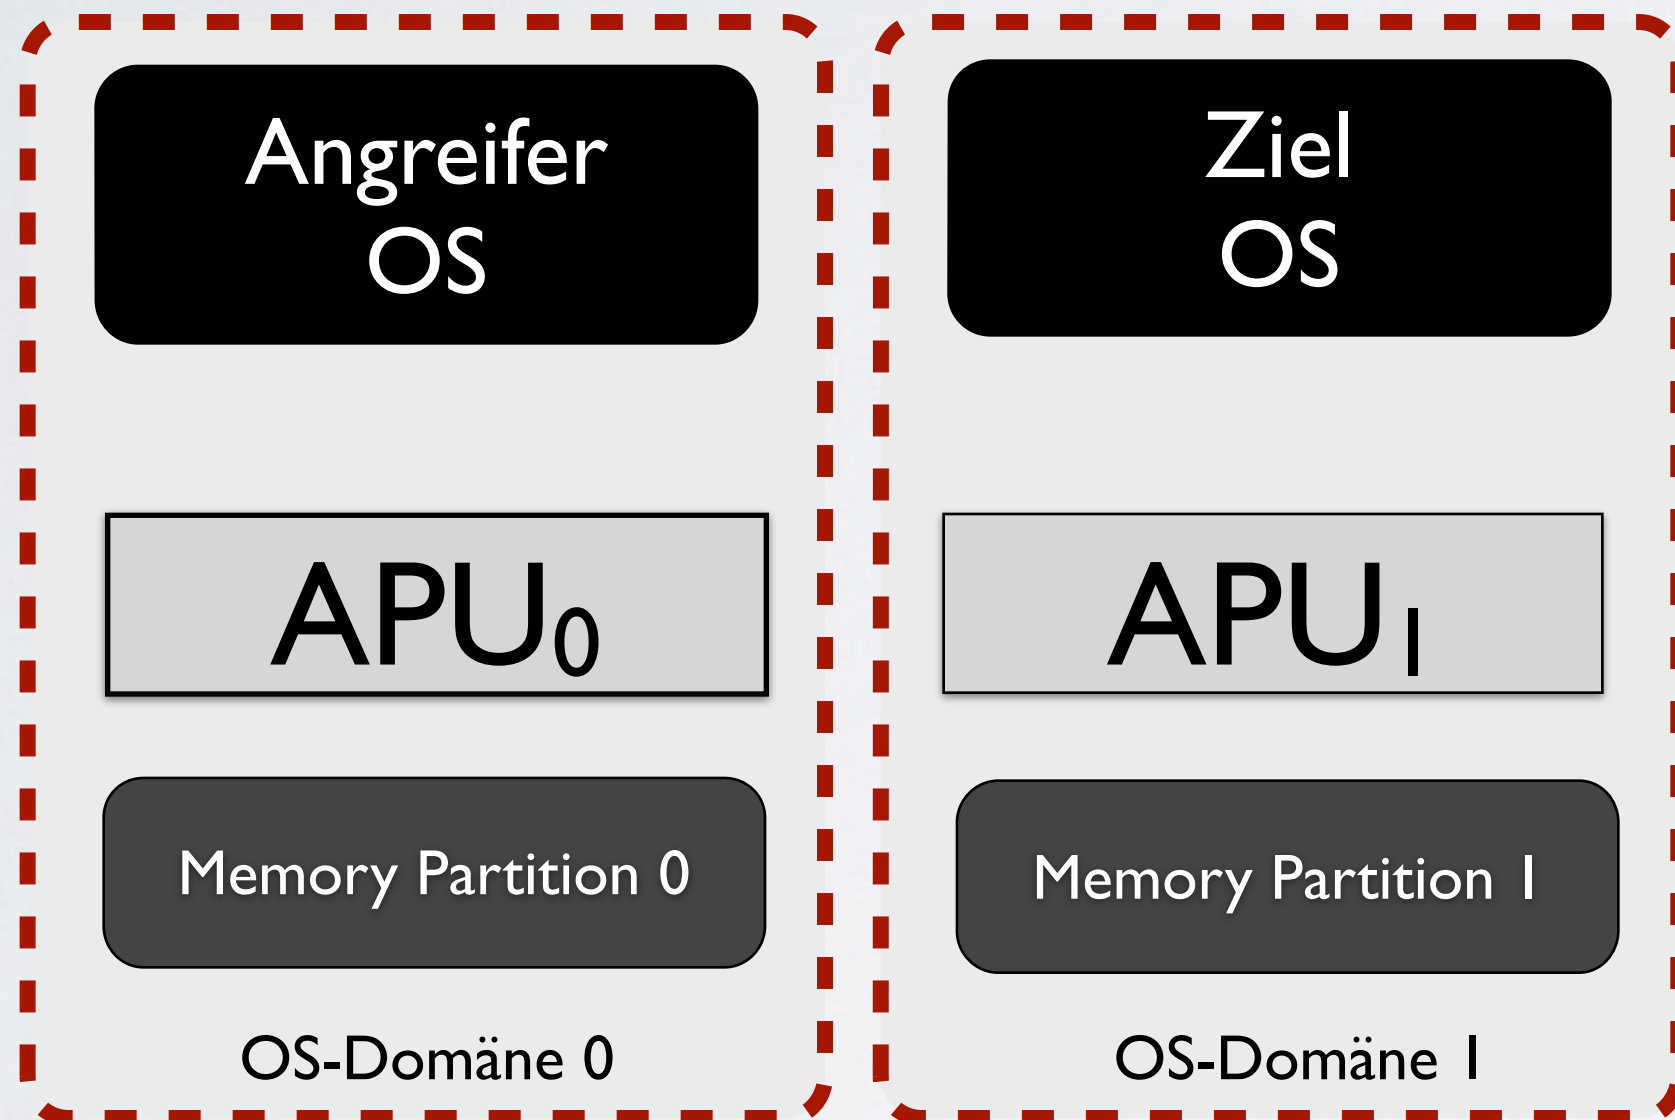 Angreifer
OS
APU0
Memory Partition 0
OS-Domäne 0
Ziel
OS
APU1
Memory Partition 1
OS-Domäne 1